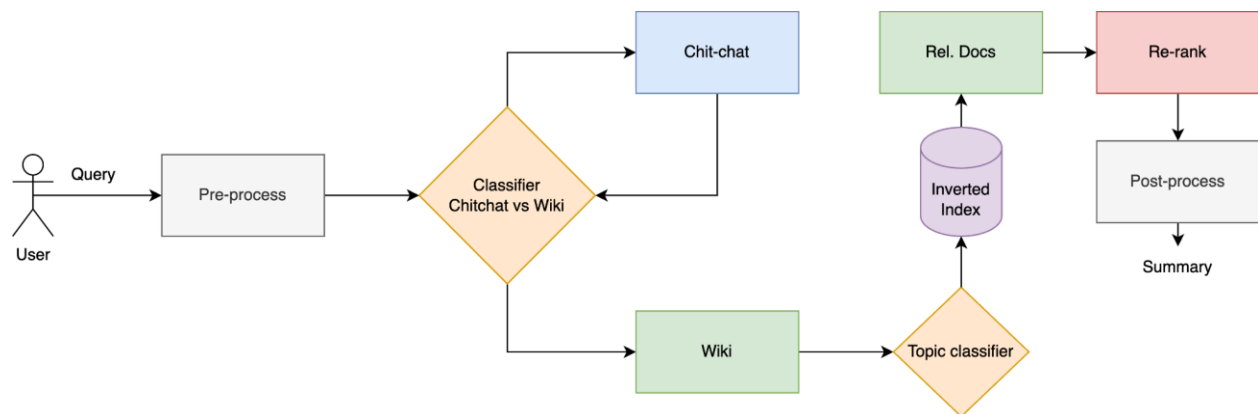 Chit-chat
Rel. Docs
Re-rank
Query
Pre-process
Classifier
Chitchat vs Wiki
Inverted
Index
Post-process
User
Summary
Wiki
Topic classifier